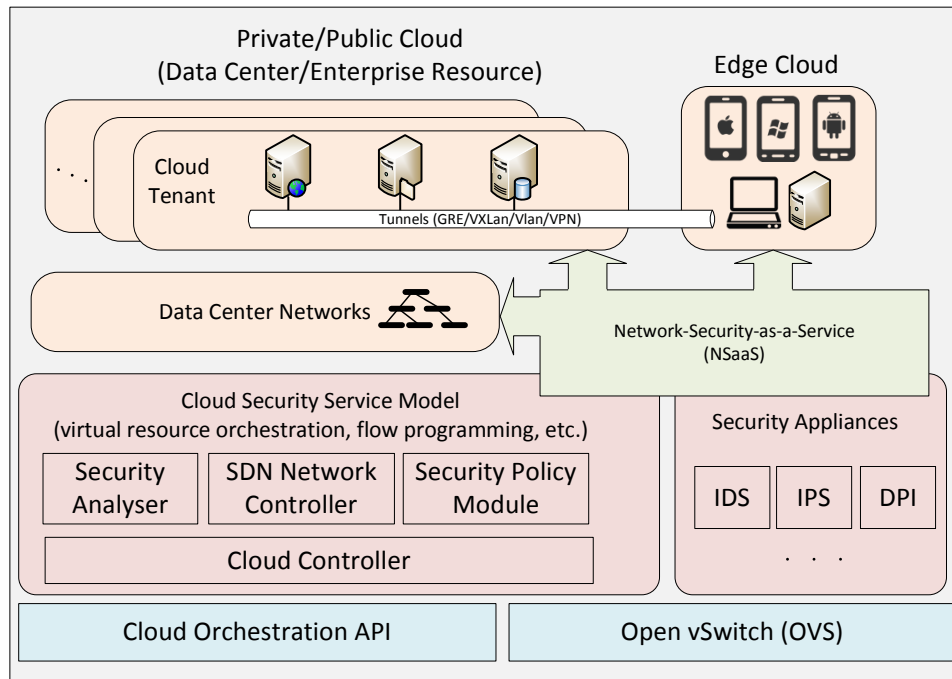 Private/Public Cloud
(Data Center/Enterprise Resource)
Edge Cloud
. . .
Cloud
Tenant
Tunnels (GRE/VXLan/Vlan/VPN)
Data Center Networks
Network-Security-as-a-Service
(NSaaS)
Cloud Security Service Model
(virtual resource orchestration, flow programming, etc.)
Security
Analyser
SDN Network
Controller
Security Policy
Module
Cloud Controller
Security Appliances
IDS
IPS
DPI
. . .
Cloud Orchestration API
Open vSwitch (OVS)